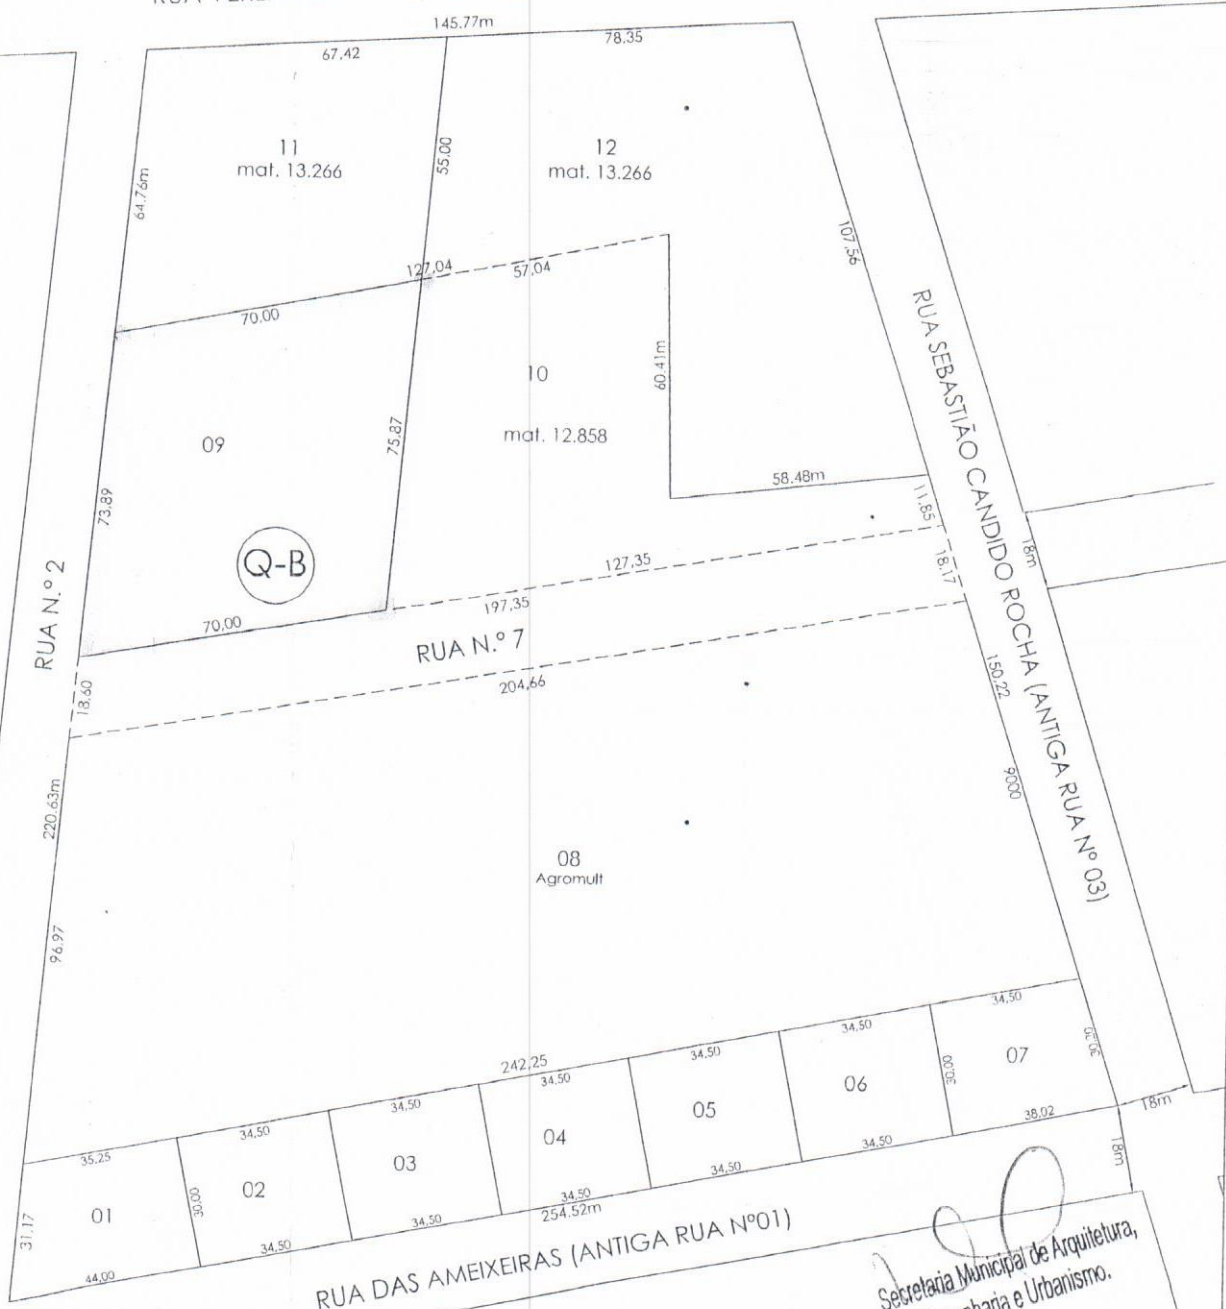 RUA
145.77m
67,42
78,35
11
mat. 13.266
12
mat. 13.266
64.76m
55,00
107,56
127,04
57,04
70,00
10
mat. 12.858
60.41m
09
75,87
73,89
58.48m
11,85
18,17
18m
Q-B
127,35
197,35
70,00
RUA N.º 2
RUA N.º 7
RUA SEBASTIÃO CANDIDO ROCHA (ANTIGA RUA Nº 03)
18,60
204,66
150,22
9000
220.63m
08
Agromult
96,97
242,25
35,25
34,50
34,50
34,50
34,50
34,50
34,50
01
02
03
04
05
06
07
31,17
30,00
30,00
30,20
44,00
34,50
34,50
34,50
34,50
34,50
38,02
18m
18m
254.52m
RUA DAS AMEIXEIRAS (ANTIGA RUA Nº01)
Secretaria Municipal de Arquitetura,
e Urbanismo.